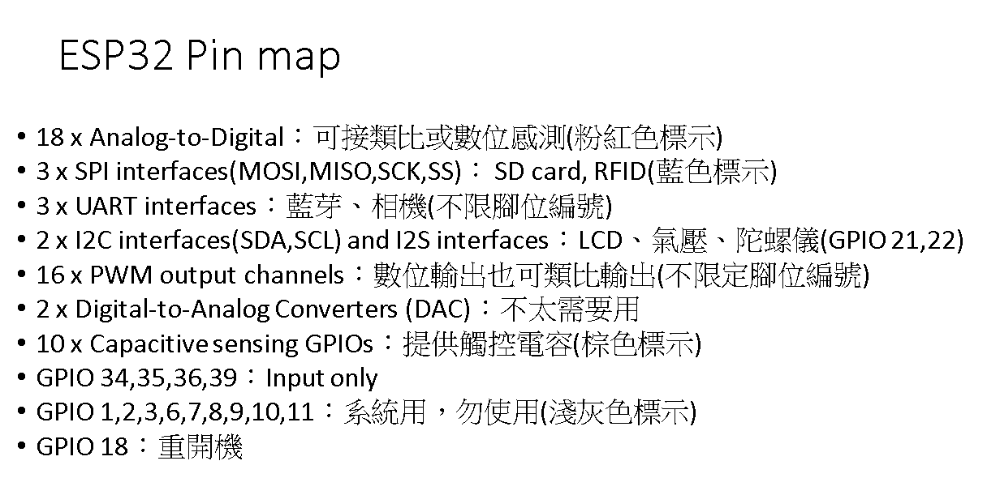 ESP32 Pin map
• 18 x Analog-to-Digital：可接類比或數位感測(粉紅色標示)
• 3 x SPI interfaces(MOSI,MISO,SCK,SS)： SD card, RFID(藍色標示)
• 3 x UART interfaces：藍芽、相機(不限腳位編號)
• 2 x I2C interfaces(SDA,SCL) and I2S interfaces：LCD、氣壓、陀螺儀(GPIO 21,22)
• 16 x PWM output channels：數位輸出也可類比輸出(不限定腳位編號)
• 2 x Digital-to-Analog Converters (DAC)：不太需要用
• 10 x Capacitive sensing GPIOs：提供觸控電容(棕色標示)
• GPIO 34,35,36,39：Input only
• GPIO 1,2,3,6,7,8,9,10,11：系統用，勿使用(淺灰色標示)
• GPIO 18：重開機